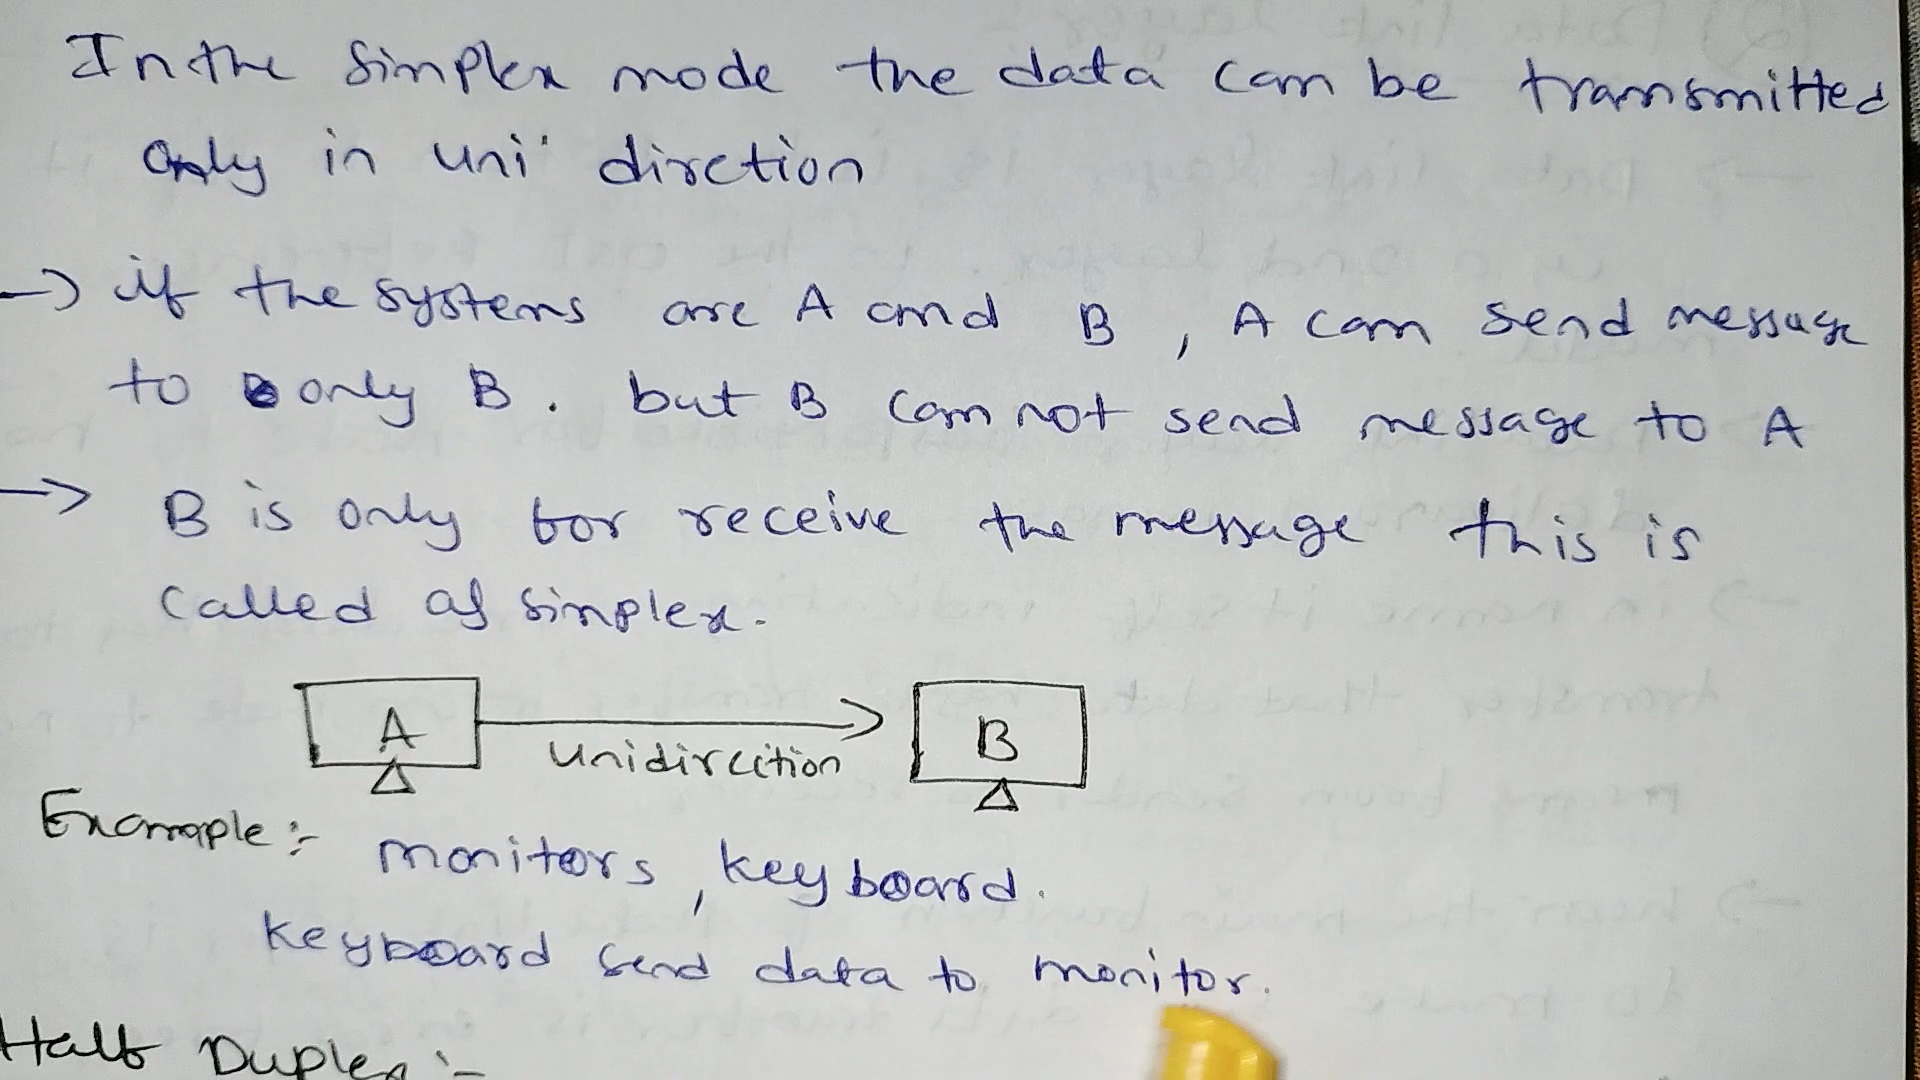 In the simplex mode the data can be transmitted
only in uni direction
→ if the systems are A and B, A can send message
to only B. but B can not send message to A
→ B is only for receive the message this is
called as simplex.
A
B
unidircition
Example:-
monitors, keyboard.
keyboard send data to monitor.
Half Duplex:-